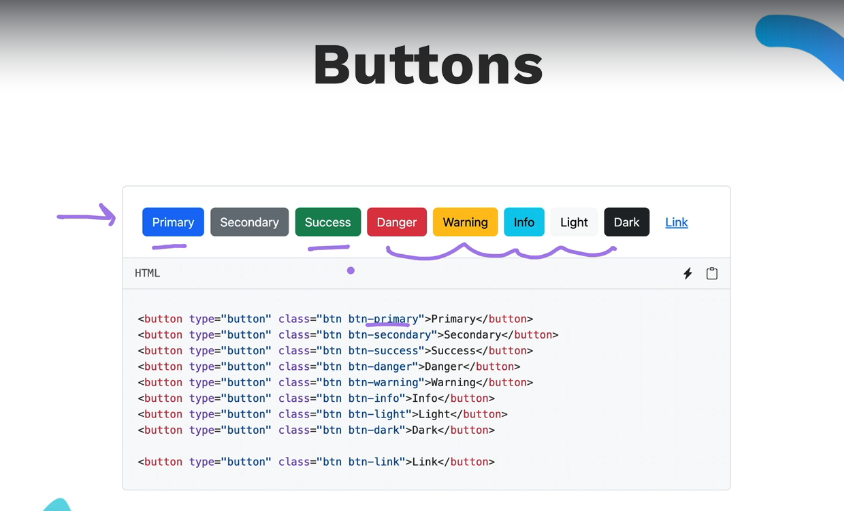 Buttons
Primary Secondary Success Danger Warning Info Light Dark Link
HTML
<button type="button" class="btn btn-primary">Primary</button>
<button type="button" class="btn btn-secondary">Secondary</button>
<button type="button" class="btn btn-success">Success</button>
<button type="button" class="btn btn-danger">Danger</button>
<button type="button" class="btn btn-warning">Warning</button>
<button type="button" class="btn btn-info">Info</button>
<button type="button" class="btn btn-light">Light</button>
<button type="button" class="btn btn-dark">Dark</button>
<button type="button" class="btn btn-link">Link</button>